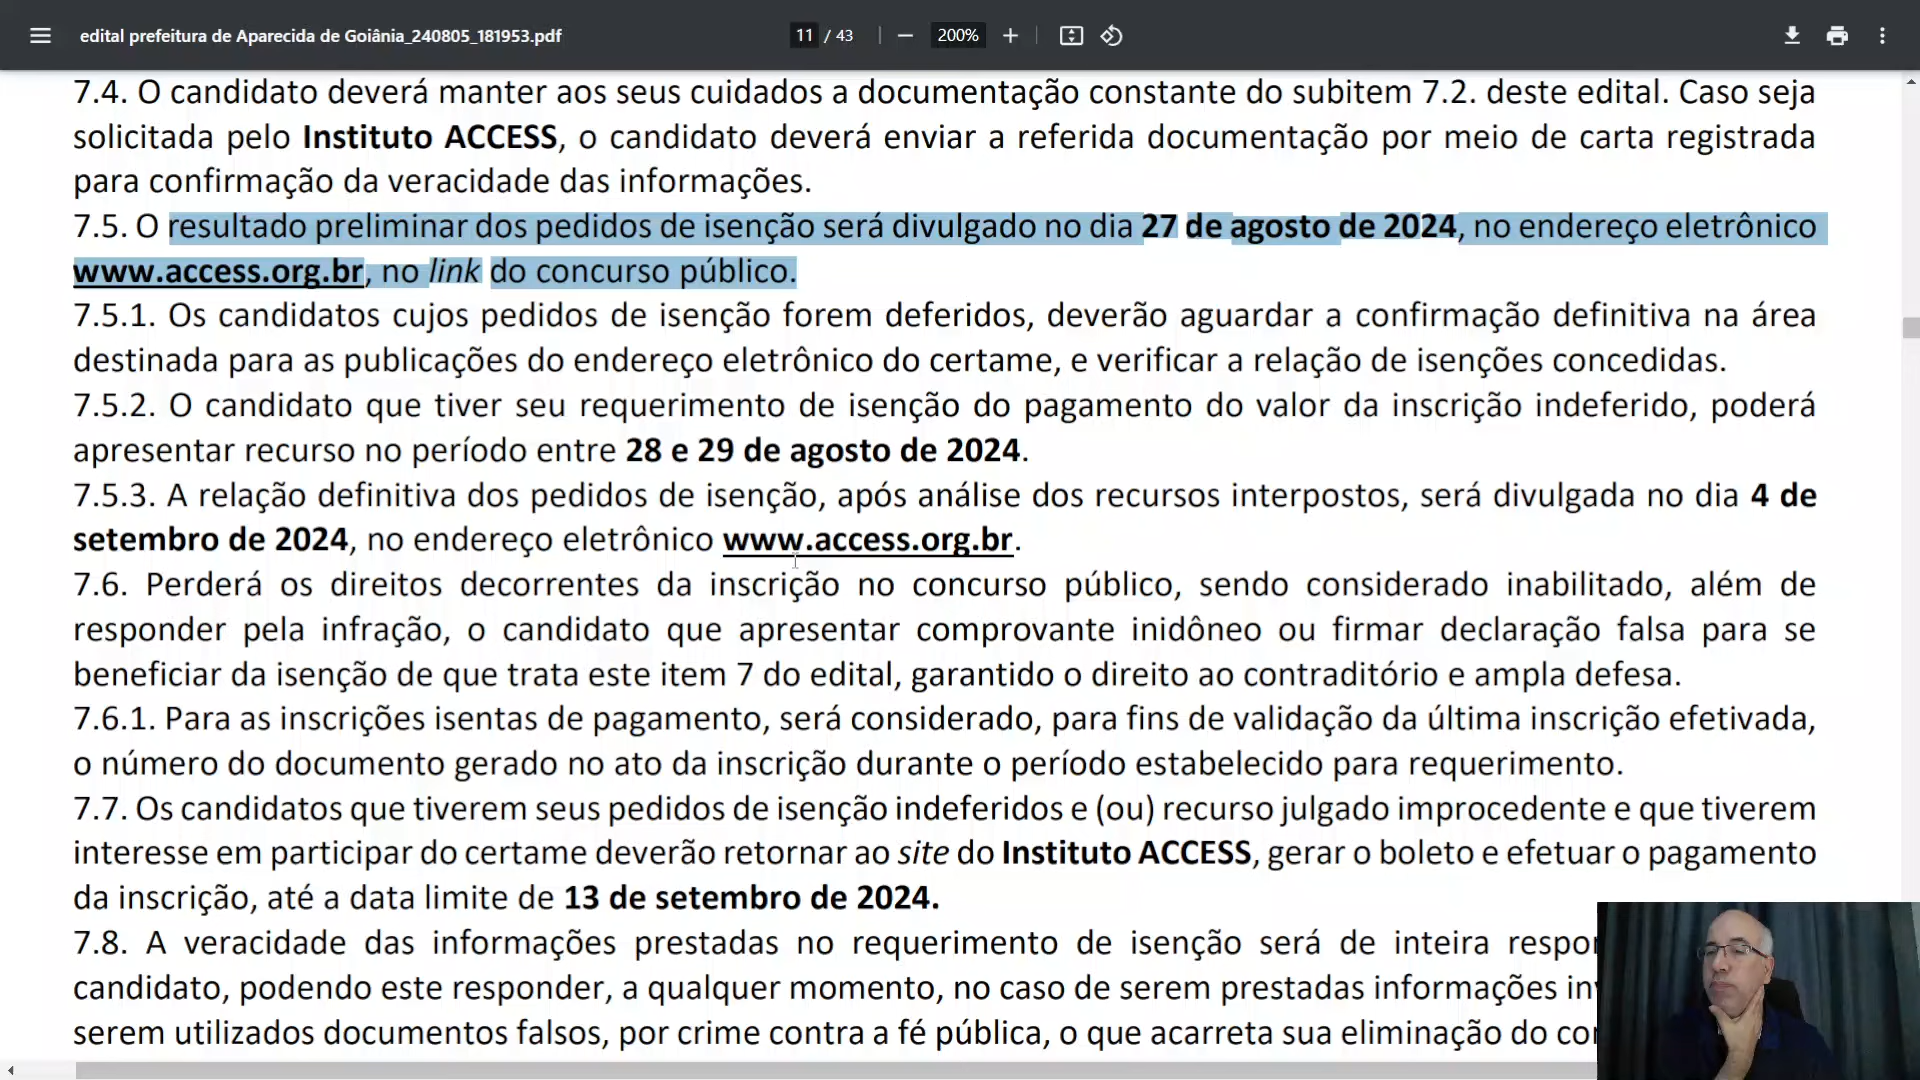 edital prefeitura de Aparecida de Goiânia_240805_181953.pdf
11 / 43
200%
7.4. O candidato deverá manter aos seus cuidados a documentação constante do subitem 7.2. deste edital. Caso seja
solicitada pelo Instituto ACCESS, o candidato deverá enviar a referida documentação por meio de carta registrada
para confirmação da veracidade das informações.
7.5. O resultado preliminar dos pedidos de isenção será divulgado no dia 27 de agosto de 2024, no endereço eletrônico
www.access.org.br, no link do concurso público.
7.5.1. Os candidatos cujos pedidos de isenção forem deferidos, deverão aguardar a confirmação definitiva na área
destinada para as publicações do endereço eletrônico do certame, e verificar a relação de isenções concedidas.
7.5.2. O candidato que tiver seu requerimento de isenção do pagamento do valor da inscrição indeferido, poderá
apresentar recurso no período entre 28 e 29 de agosto de 2024.
7.5.3. A relação definitiva dos pedidos de isenção, após análise dos recursos interpostos, será divulgada no dia 4 de
setembro de 2024, no endereço eletrônico www.access.org.br.
7.6. Perderá os direitos decorrentes da inscrição no concurso público, sendo considerado inabilitado, além de
responder pela infração, o candidato que apresentar comprovante inidôneo ou firmar declaração falsa para se
beneficiar da isenção de que trata este item 7 do edital, garantido o direito ao contraditório e ampla defesa.
7.6.1. Para as inscrições isentas de pagamento, será considerado, para fins de validação da última inscrição efetivada,
o número do documento gerado no ato da inscrição durante o período estabelecido para requerimento.
7.7. Os candidatos que tiverem seus pedidos de isenção indeferidos e (ou) recurso julgado improcedente e que tiverem
interesse em participar do certame deverão retornar ao site do Instituto ACCESS, gerar o boleto e efetuar o pagamento
da inscrição, até a data limite de 13 de setembro de 2024.
7.8. A veracidade das informações prestadas no requerimento de isenção será de inteira
candidato, podendo este responder, a qualquer momento, no caso de serem prestadas informações
serem utilizados documentos falsos, por crime contra a fé pública, o que acarreta sua eliminação do